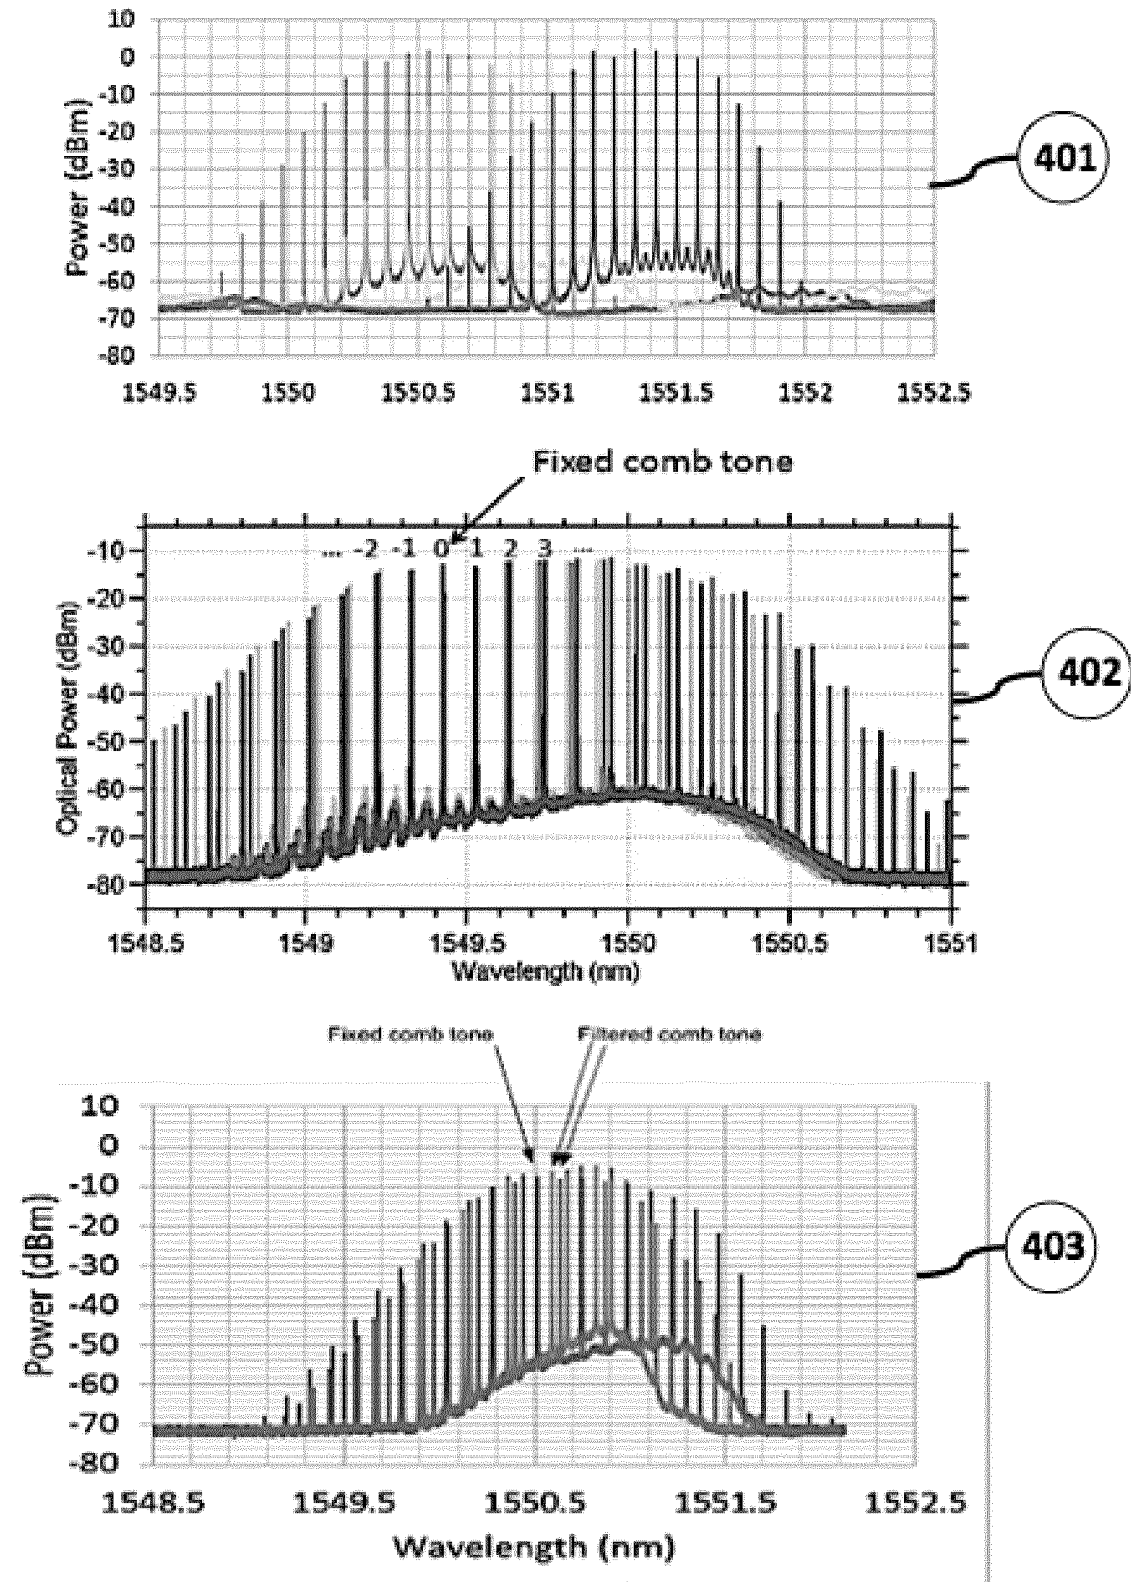 10
0
-10
-20
-30
-40
-50
-60
-70
-80
Power (dBm)
1549.5 1550 1550.5 1551 1551.5 1552 1552.5
401
Fixed comb tone
... -2 -1 0 1 2 3 ...
-10
-20
-30
-40
-50
-60
-70
-80
Optical Power (dBm)
1548.5 1549 1549.5 1550 1550.5 1551
Wavelength (nm)
402
Fixed comb tone Filtered comb tone
10
0
-10
-20
-30
-40
-50
-60
-70
-80
Power (dBm)
1548.5 1549.5 1550.5 1551.5 1552.5
Wavelength (nm)
403